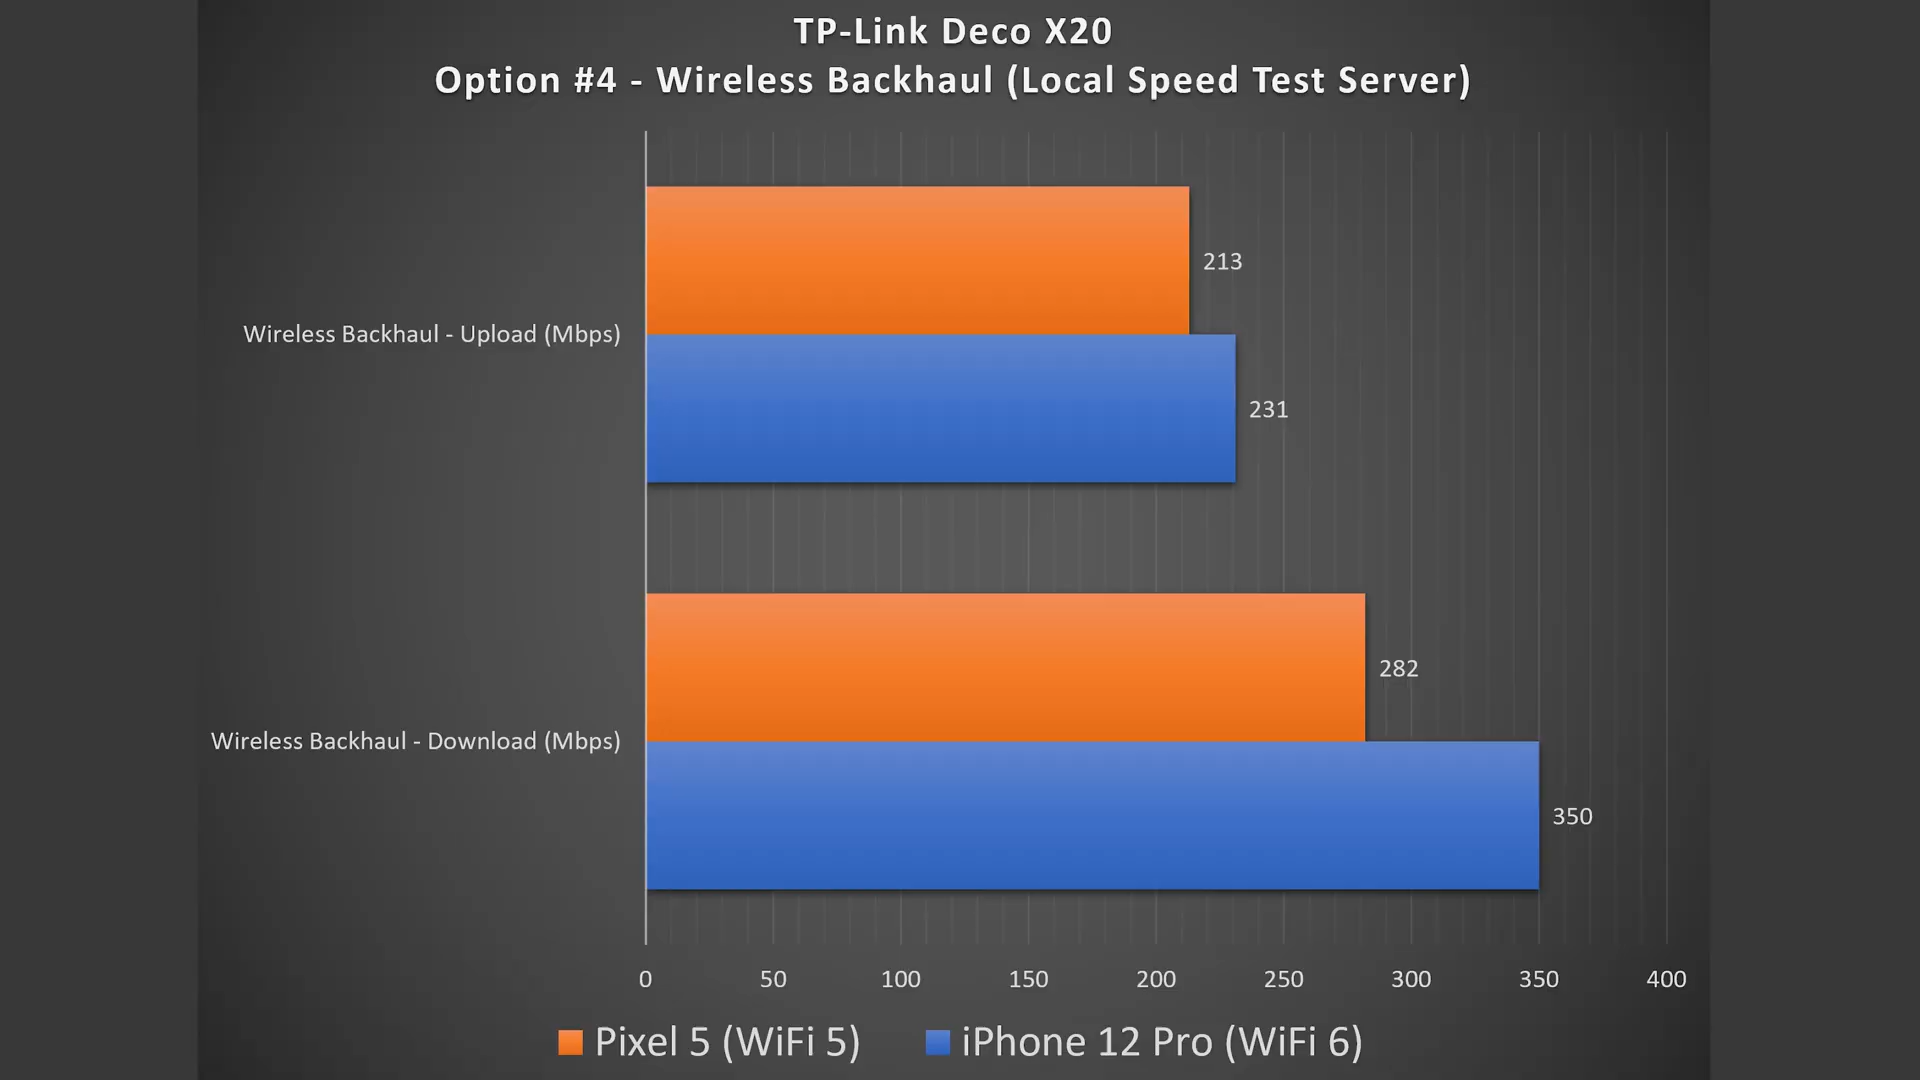 TP-Link Deco X20
Option #4 - Wireless Backhaul (Local Speed Test Server)
213
Wireless Backhaul - Upload (Mbps)
231
282
Wireless Backhaul - Download (Mbps)
350
0 50 100 150 200 250 300 350 400
Pixel 5 (WiFi 5) iPhone 12 Pro (WiFi 6)